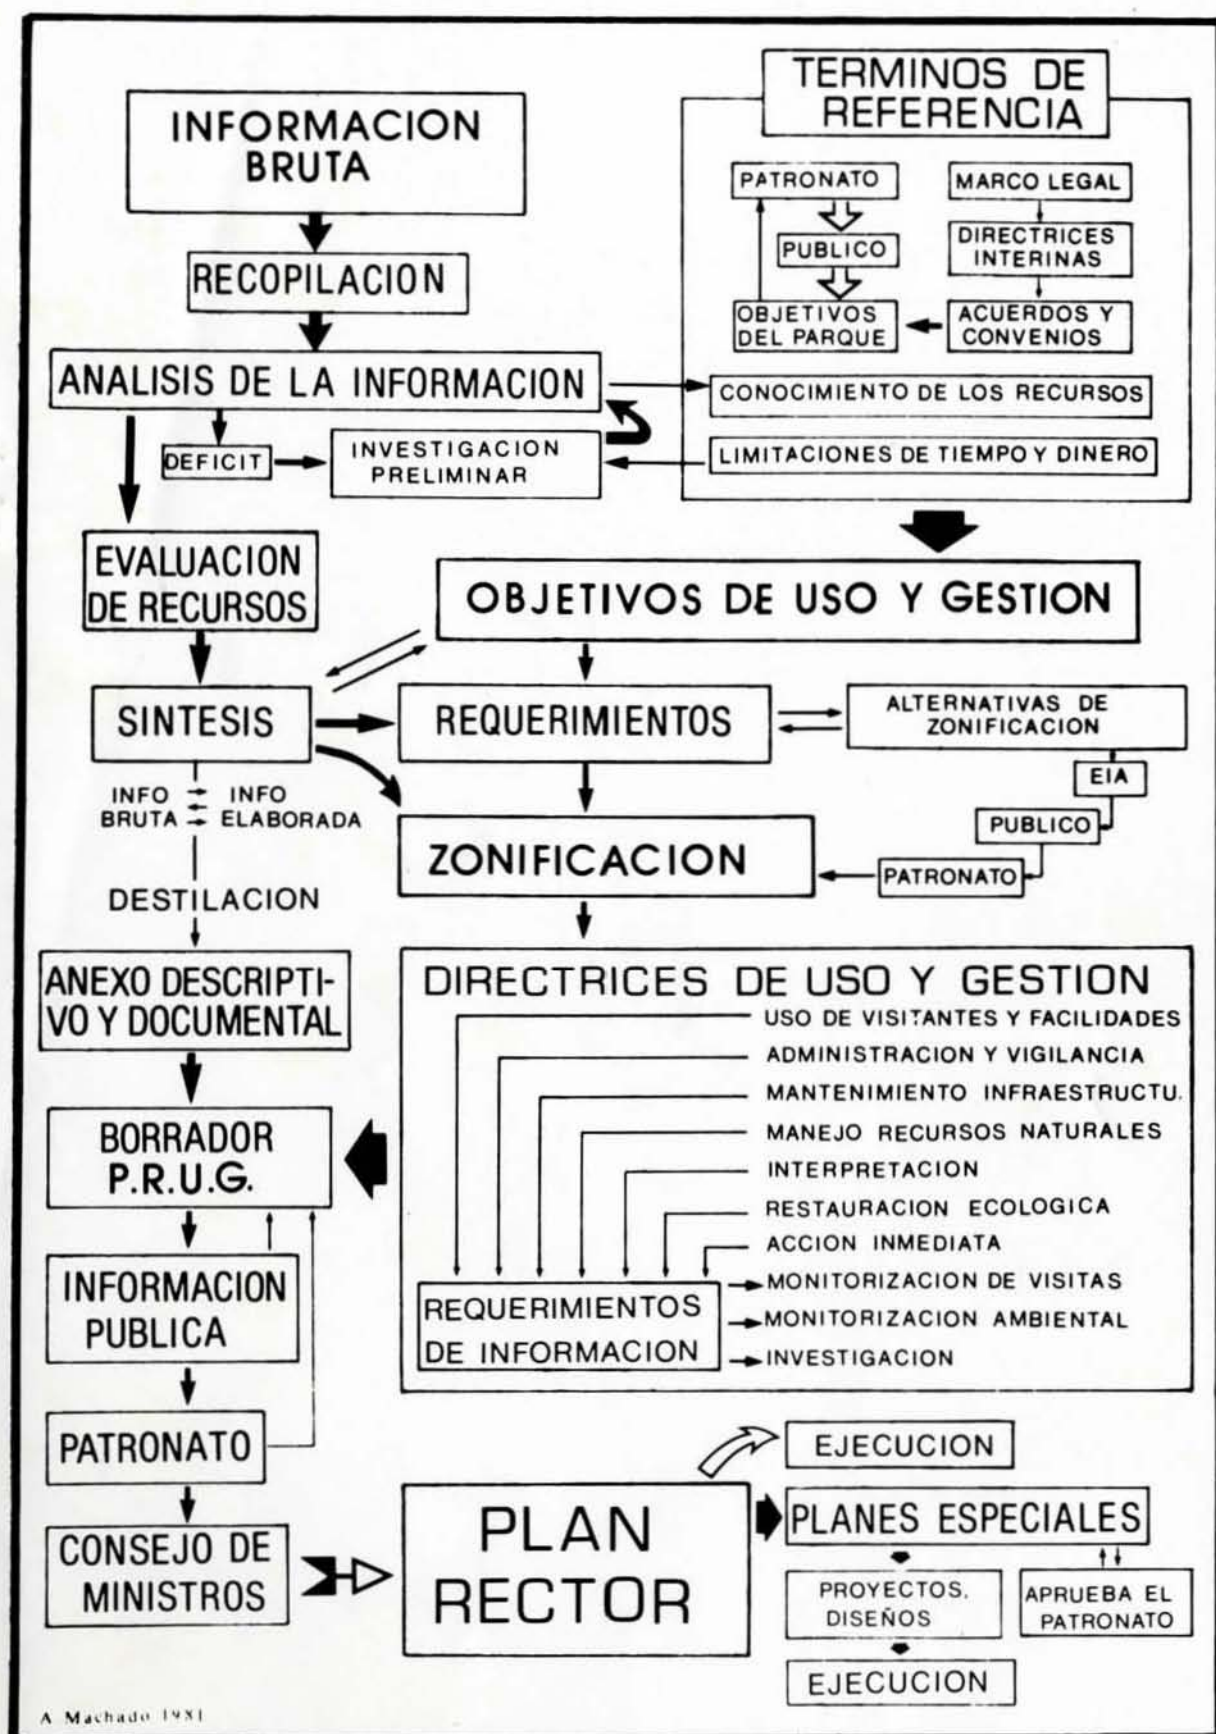 INFORMACION
BRUTA
RECOPILACION
ANALISIS DE LA INFORMACION
DEFICIT
INVESTIGACION
PRELIMINAR
TERMINOS DE
REFERENCIA
PATRONATO
PUBLICO
OBJETIVOS
DEL PARQUE
MARCO LEGAL
DIRECTRICES
INTERINAS
ACUERDOS Y
CONVENIOS
CONOCIMIENTO DE LOS RECURSOS
LIMITACIONES DE TIEMPO Y DINERO
EVALUACION
DE RECURSOS
OBJETIVOS DE USO Y GESTION
SINTESIS
REQUERIMIENTOS
ALTERNATIVAS DE
ZONIFICACION
EIA
PUBLICO
PATRONATO
ZONIFICACION
INFO INFO
BRUTA ELABORADA
DESTILACION
ANEXO DESCRIPTI-
VO Y DOCUMENTAL
DIRECTRICES DE USO Y GESTION
USO DE VISITANTES Y FACILIDADES
ADMINISTRACION Y VIGILANCIA
MANTENIMIENTO INFRAESTRUCTU.
MANEJO RECURSOS NATURALES
INTERPRETACION
RESTAURACION ECOLOGICA
ACCION INMEDIATA
REQUERIMIENTOS
DE INFORMACION
MONITORIZACION DE VISITAS
MONITORIZACION AMBIENTAL
INVESTIGACION
BORRADOR
P.R.U.G.
INFORMACION
PUBLICA
PATRONATO
CONSEJO DE
MINISTROS
PLAN
RECTOR
EJECUCION
PLANES ESPECIALES
PROYECTOS.
DISEÑOS
APRUEBA EL
PATRONATO
EJECUCION
A Machado 1981